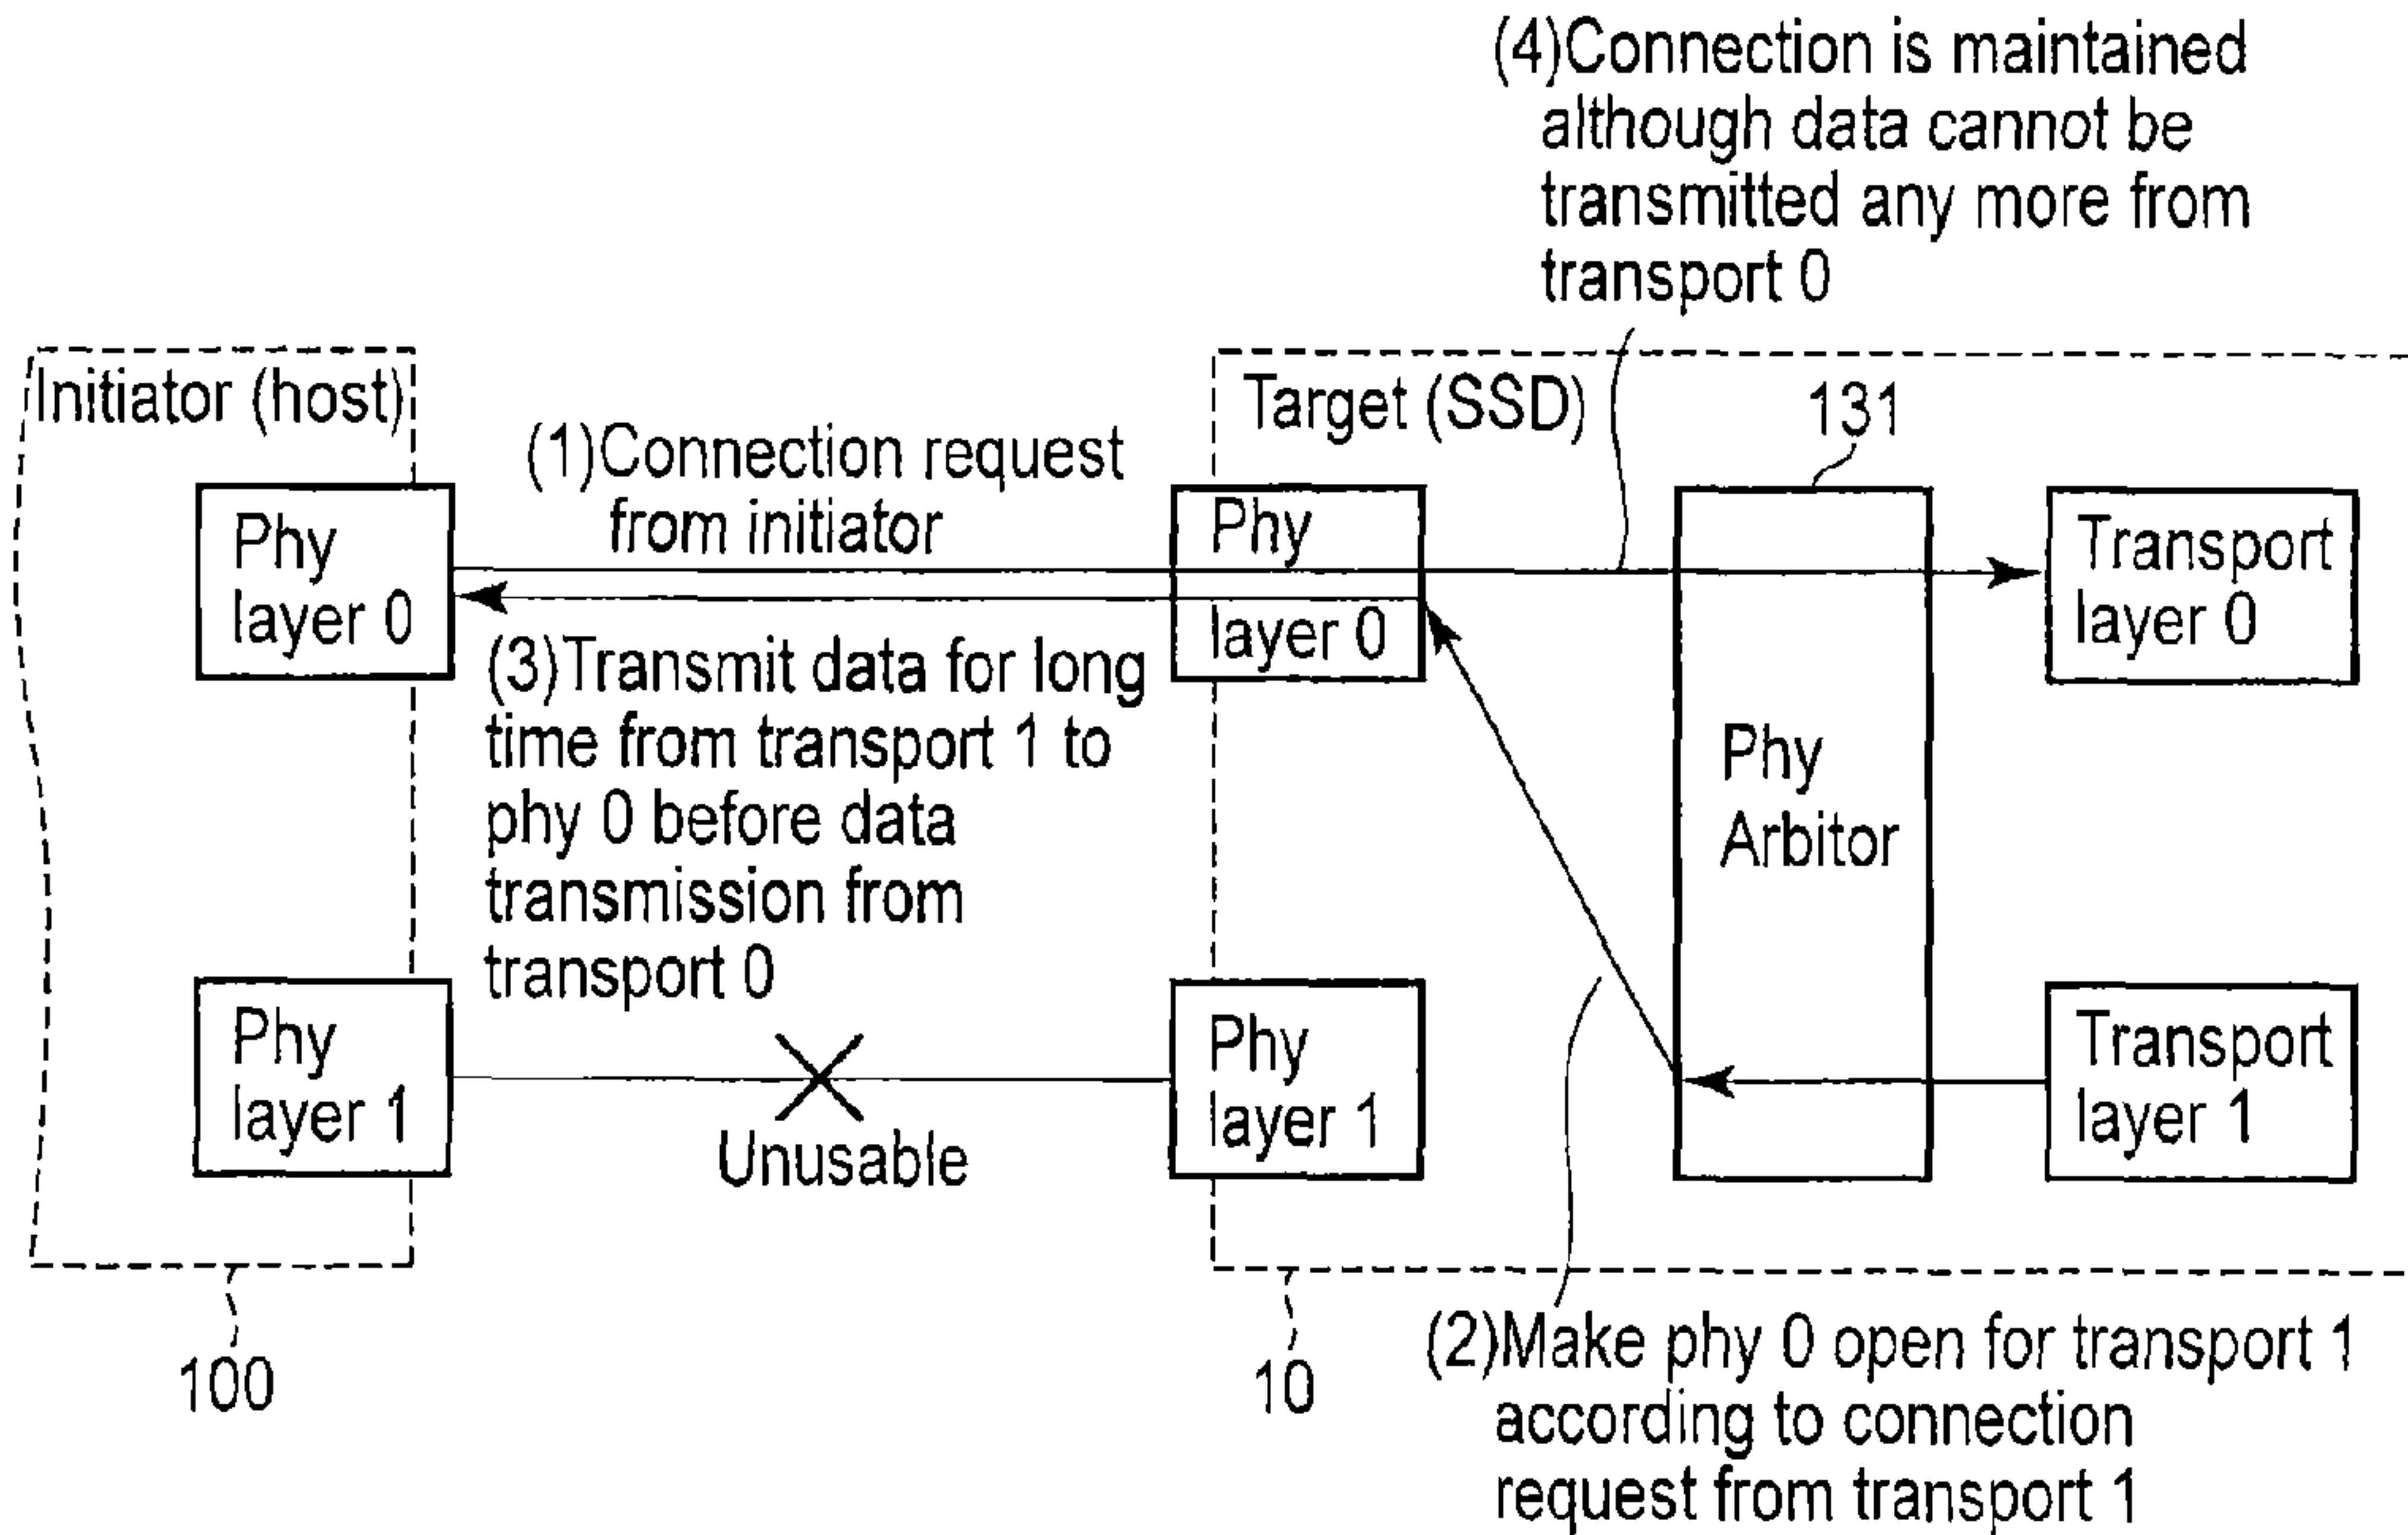 (4)Connection is maintained
although data cannot be
transmitted any more from
transport 0
Initiator (host)
Target (SSD)
131
(1)Connection request
from initiator
Phy
layer 0
Phy
layer 0
Transport
layer 0
(3)Transmit data for long
time from transport 1 to
phy 0 before data
transmission from
transport 0
Phy
Arbitor
Phy
layer 1
Unusable
Phy
layer 1
Transport
layer 1
100
10
(2)Make phy 0 open for transport 1
according to connection
request from transport 1